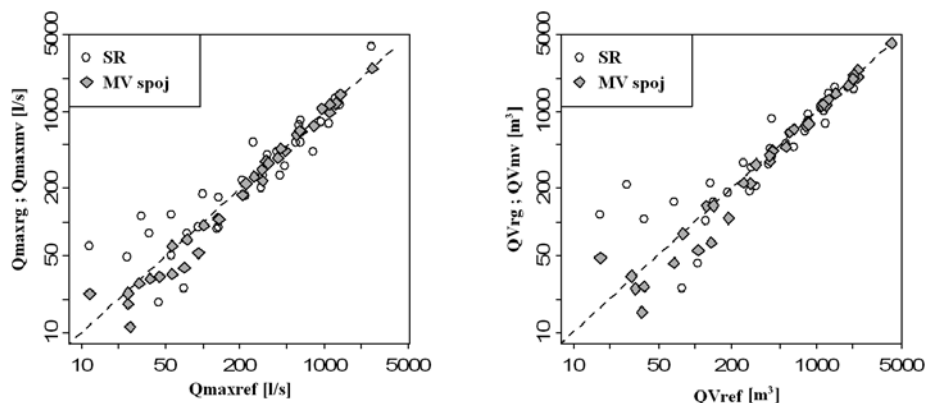 Qmaxrg ; Qmaxmv [l/s]
5000
1000
200
50
10
SR
MV spoj
10 50 200 1000 5000
Qmaxref [l/s]
QVrg ; QVmv [m³]
5000
1000
200
50
10
SR
MV spoj
10 50 200 1000 5000
QVref [m³]